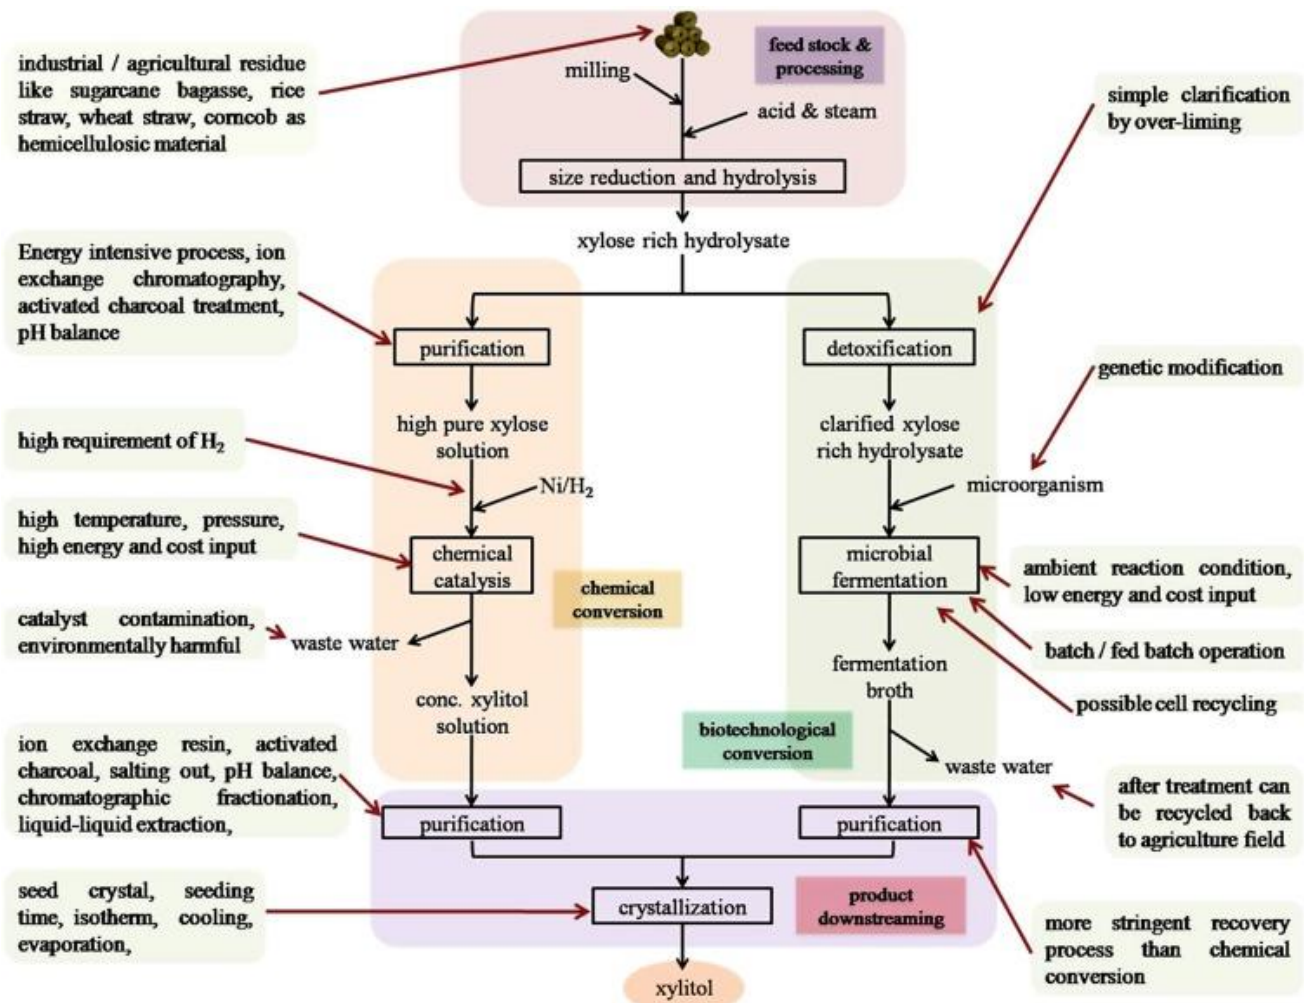 feed stock &
processing
milling
acid & steam
size reduction and hydrolysis
industrial / agricultural residue
like sugarcane bagasse, rice
straw, wheat straw, corncob as
hemicellulosic material
simple clarification
by over-liming
xylose rich hydrolysate
Energy intensive process, ion
exchange chromatography,
activated charcoal treatment,
pH balance
purification
detoxification
genetic modification
high pure xylose
solution
clarified xylose
rich hydrolysate
high requirement of H₂
Ni/H₂
microorganism
high temperature, pressure,
high energy and cost input
chemical
catalysis
microbial
fermentation
ambient reaction condition,
low energy and cost input
chemical
conversion
catalyst contamination,
environmentally harmful
waste water
batch / fed batch operation
fermentation
broth
possible cell recycling
conc. xylitol
solution
biotechnological
conversion
waste water
ion exchange resin, activated
charcoal, salting out, pH balance,
chromatographic fractionation,
liquid-liquid extraction,
after treatment can
be recycled back
to agriculture field
purification
purification
seed crystal, seeding
time, isotherm, cooling,
evaporation,
crystallization
product
downstreaming
more stringent recovery
process than chemical
conversion
xylitol